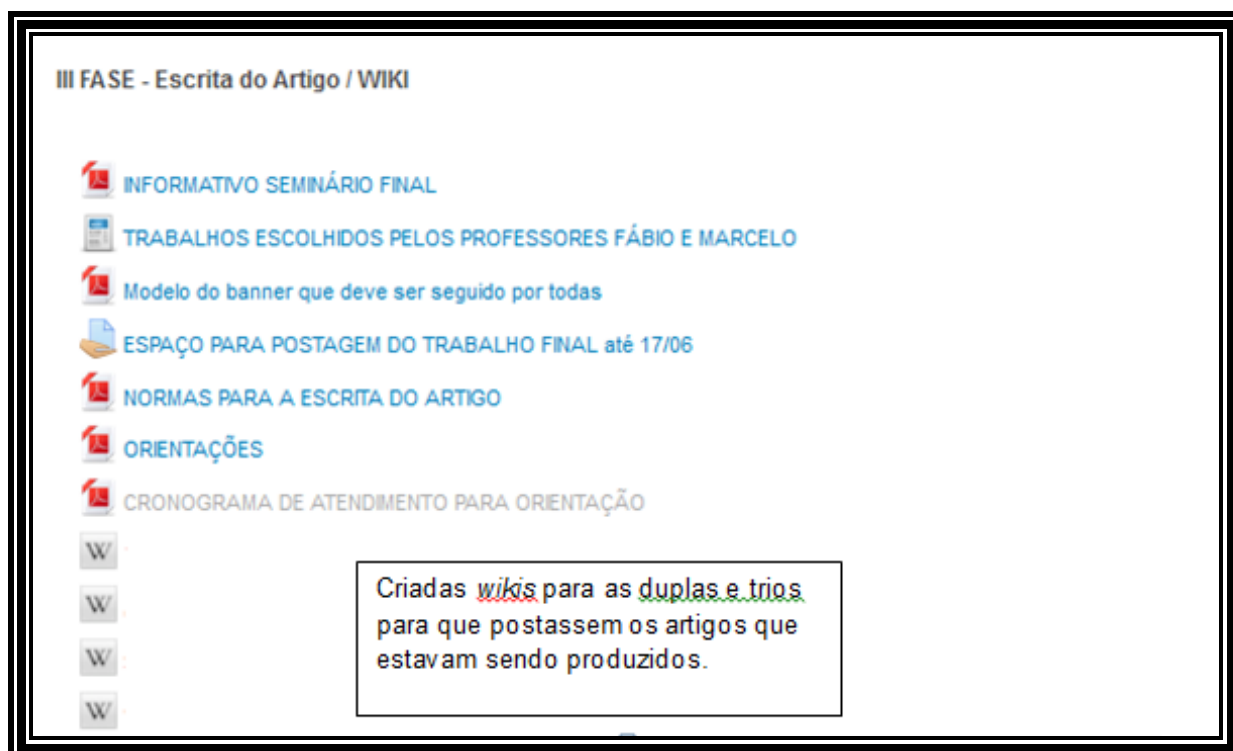 III FASE - Escrita do Artigo / WIKI
INFORMATIVO SEMINÁRIO FINAL
TRABALHOS ESCOLHIDOS PELOS PROFESSORES FÁBIO E MARCELO
Modelo do banner que deve ser seguido por todas
ESPAÇO PARA POSTAGEM DO TRABALHO FINAL até 17/06
NORMAS PARA A ESCRITA DO ARTIGO
ORIENTAÇÕES
CRONOGRAMA DE ATENDIMENTO PARA ORIENTAÇÃO
W
W
W
W
Criadas wikis para as duplas e trios
para que postassem os artigos que
estavam sendo produzidos.